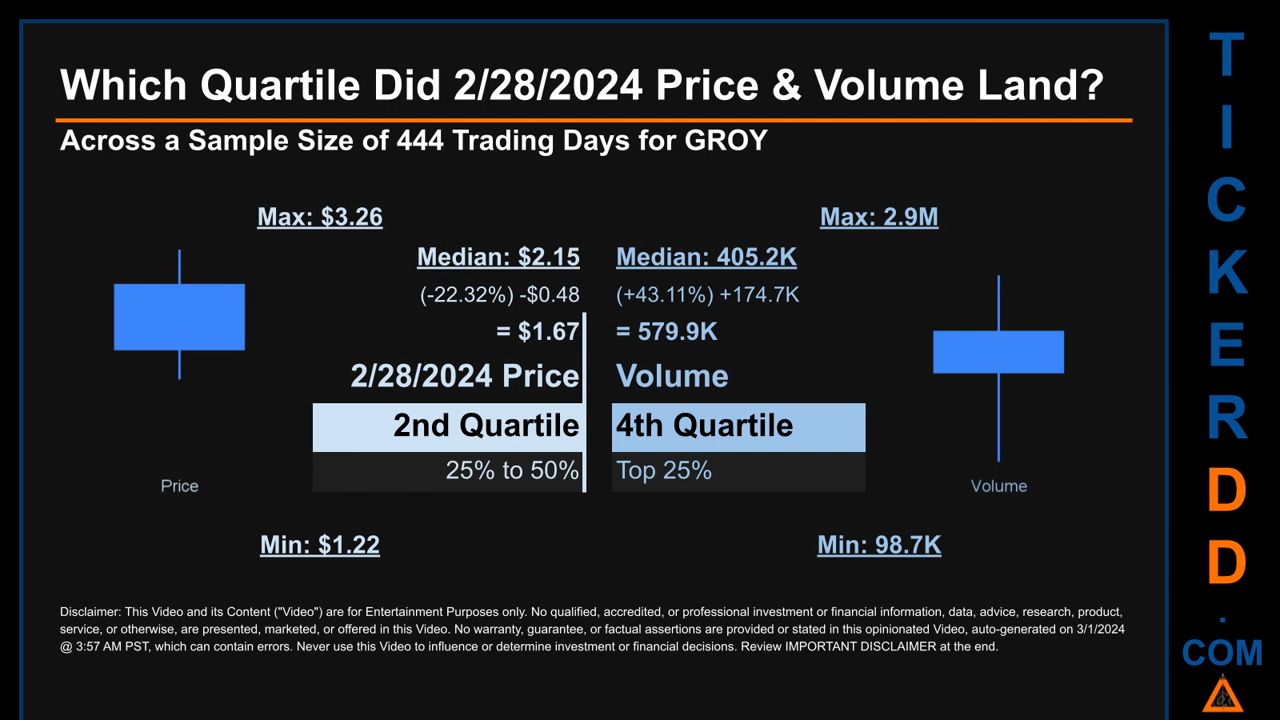 Which Quartile Did 2/28/2024 Price & Volume Land?
Across a Sample Size of 444 Trading Days for GROY
Max: $3.26
Median: $2.15
(-22.32%) -$0.48
= $1.67
2/28/2024 Price
2nd Quartile
25% to 50%
Price
Min: $1.22
Max: 2.9M
Median: 405.2K
(+43.11%) +174.7K
= 579.9K
Volume
4th Quartile
Top 25%
Volume
Min: 98.7K
Disclaimer: This Video and its Content ("Video") are for Entertainment Purposes only. No qualified, accredited, or professional investment or financial information, data, advice, research, product,
service, or otherwise, are presented, marketed, or offered in this Video. No warranty, guarantee, or factual assertions are provided or stated in this opinionated Video, auto-generated on 3/1/2024
@ 3:57 AM PST, which can contain errors. Never use this Video to influence or determine investment or financial decisions. Review IMPORTANT DISCLAIMER at the end.
T
I
C
K
E
R
D
D
.
COM